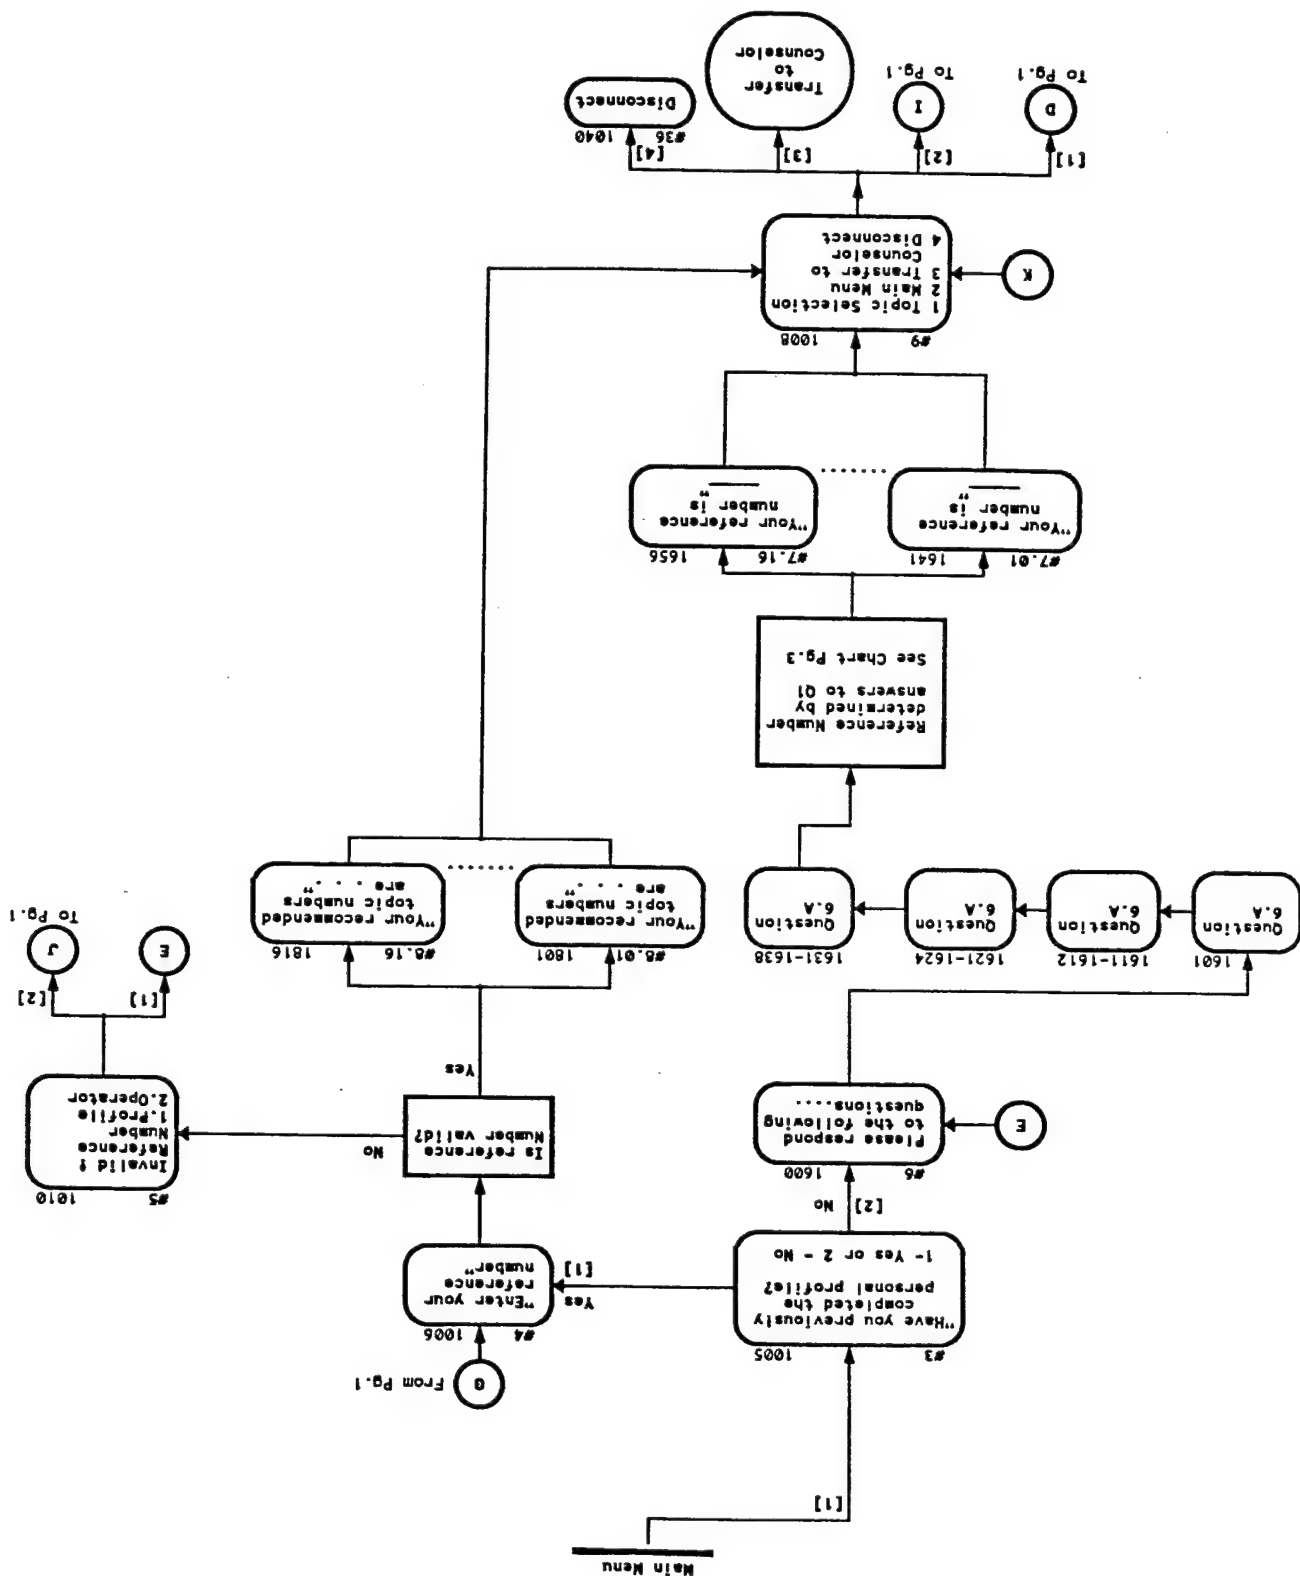 Main Menu
[1]
#3
1005
"Have you previously
completed the
personal profile?
1- Yes or 2 - No
Yes
[1]
From Pg.1
#4
1006
"Enter your
reference
number"
Is reference
Number valid?
No
Yes
#5
1010
Invalid !
Reference
Number
1.Profile
2.Operator
[1]
[2]
E
J
To Pg.1
[2]
No
#6
1600
Please respond
to the following
questions....
E
1601
Question
6.A
1611-1612
Question
6.A
1621-1624
Question
6.A
1631-1638
Question
6.A
#8.01
1801
"Your recommended
topic numbers
are . . ."
.......
#8.16
1816
"Your recommended
topic numbers
are . . ."
Reference Number
determined by
answers to Q1
See Chart Pg.3
#7.01
1641
"Your reference
number is
____"
.......
#7.16
1656
"Your reference
number is
____"
#9
1008
1 Topic Selection
2 Main Menu
3 Transfer to
Counselor
4 Disconnect
K
[1]
[2]
[3]
[4]
D
To Pg.1
I
To Pg.1
Transfer
to
Counselor
#36
1040
Disconnect